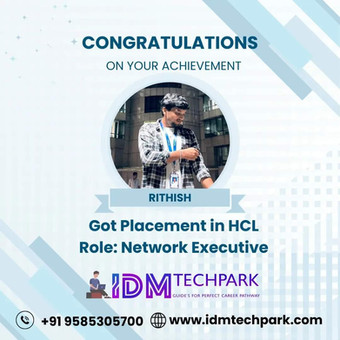 CONGRATULATIONS
ON YOUR ACHIEVEMENT
RITHISH
Got Placement in HCL
Role: Network Executive
IDM TECHPARK
GUIDE'S FOR PERFECT CAREER PATHWAY
+91 9585305700 www.idmtechpark.com